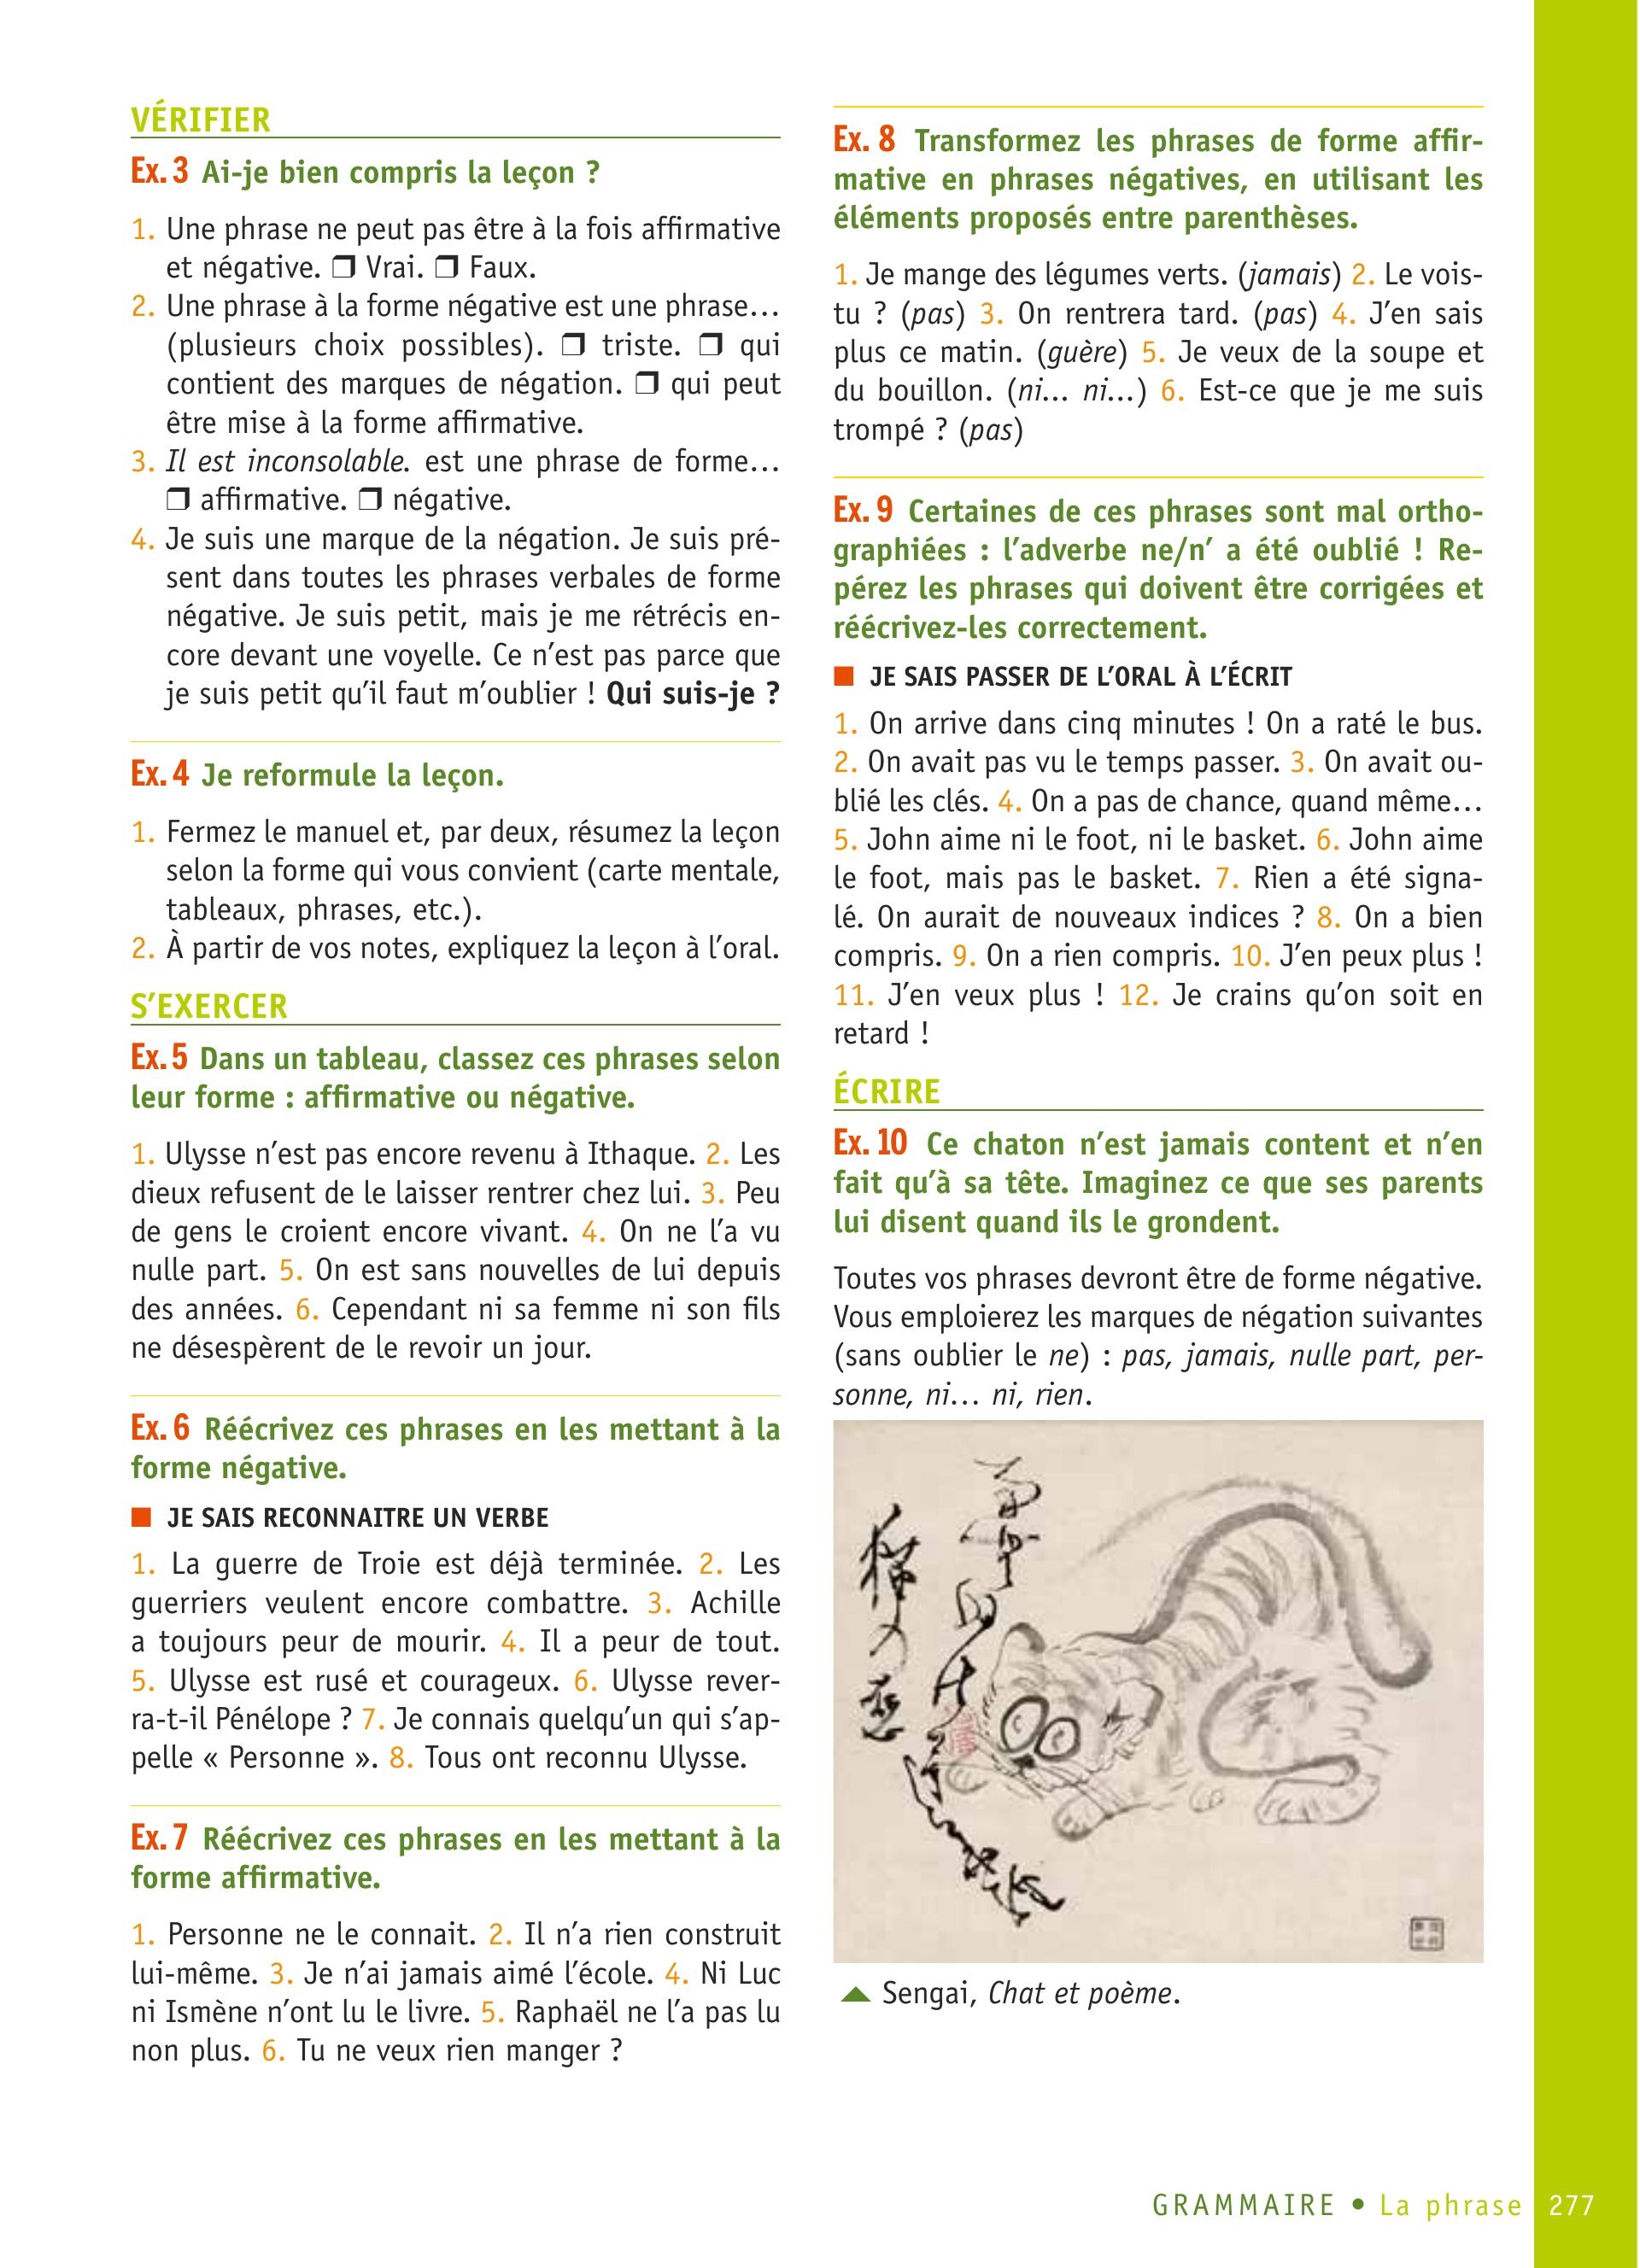 VÉRIFIER
Ex. 3 Ai-je bien compris la leçon ?
1. Une phrase ne peut pas être à la fois affirmative
et négative. ❒ Vrai. ❒ Faux.
2. Une phrase à la forme négative est une phrase…
(plusieurs choix possibles). ❒ triste. ❒ qui
contient des marques de négation. ❒ qui peut
être mise à la forme affirmative.
3. Il est inconsolable. est une phrase de forme…
❒ affirmative. ❒ négative.
4. Je suis une marque de la négation. Je suis pré-
sent dans toutes les phrases verbales de forme
négative. Je suis petit, mais je me rétrécis en-
core devant une voyelle. Ce n’est pas parce que
je suis petit qu’il faut m’oublier ! Qui suis-je ?
Ex. 4 Je reformule la leçon.
1. Fermez le manuel et, par deux, résumez la leçon
selon la forme qui vous convient (carte mentale,
tableaux, phrases, etc.).
2. À partir de vos notes, expliquez la leçon à l’oral.
S’EXERCER
Ex. 5 Dans un tableau, classez ces phrases selon
leur forme : affirmative ou négative.
1. Ulysse n’est pas encore revenu à Ithaque. 2. Les
dieux refusent de le laisser rentrer chez lui. 3. Peu
de gens le croient encore vivant. 4. On ne l’a vu
nulle part. 5. On est sans nouvelles de lui depuis
des années. 6. Cependant ni sa femme ni son fils
ne désespèrent de le revoir un jour.
Ex. 6 Réécrivez ces phrases en les mettant à la
forme négative.
■ JE SAIS RECONNAITRE UN VERBE
1. La guerre de Troie est déjà terminée. 2. Les
guerriers veulent encore combattre. 3. Achille
a toujours peur de mourir. 4. Il a peur de tout.
5. Ulysse est rusé et courageux. 6. Ulysse rever-
ra-t-il Pénélope ? 7. Je connais quelqu’un qui s’ap-
pelle « Personne ». 8. Tous ont reconnu Ulysse.
Ex. 7 Réécrivez ces phrases en les mettant à la
forme affirmative.
1. Personne ne le connait. 2. Il n’a rien construit
lui-même. 3. Je n’ai jamais aimé l’école. 4. Ni Luc
ni Ismène n’ont lu le livre. 5. Raphaël ne l’a pas lu
non plus. 6. Tu ne veux rien manger ?
Ex. 8 Transformez les phrases de forme affir-
mative en phrases négatives, en utilisant les
éléments proposés entre parenthèses.
1. Je mange des légumes verts. (jamais) 2. Le vois-
tu ? (pas) 3. On rentrera tard. (pas) 4. J’en sais
plus ce matin. (guère) 5. Je veux de la soupe et
du bouillon. (ni… ni…) 6. Est-ce que je me suis
trompé ? (pas)
Ex. 9 Certaines de ces phrases sont mal ortho-
graphiées : l’adverbe ne/n’ a été oublié ! Re-
pérez les phrases qui doivent être corrigées et
réécrivez-les correctement.
■ JE SAIS PASSER DE L’ORAL À L’ÉCRIT
1. On arrive dans cinq minutes ! On a raté le bus.
2. On avait pas vu le temps passer. 3. On avait ou-
blié les clés. 4. On a pas de chance, quand même…
5. John aime ni le foot, ni le basket. 6. John aime
le foot, mais pas le basket. 7. Rien a été signa-
lé. On aurait de nouveaux indices ? 8. On a bien
compris. 9. On a rien compris. 10. J’en peux plus !
11. J’en veux plus ! 12. Je crains qu’on soit en
retard !
ÉCRIRE
Ex. 10 Ce chaton n’est jamais content et n’en
fait qu’à sa tête. Imaginez ce que ses parents
lui disent quand ils le grondent.
Toutes vos phrases devront être de forme négative.
Vous emploierez les marques de négation suivantes
(sans oublier le ne) : pas, jamais, nulle part, per-
sonne, ni… ni, rien.
▲ Sengai, Chat et poème.
GRAMMAIRE • La phrase 277